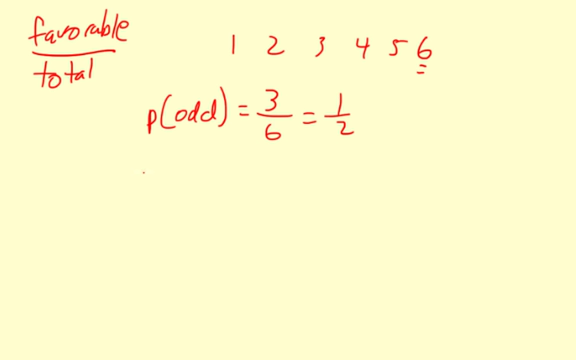 favorable
total
1 2 3 4 5 6
p(odd) = 3/6 = 1/2